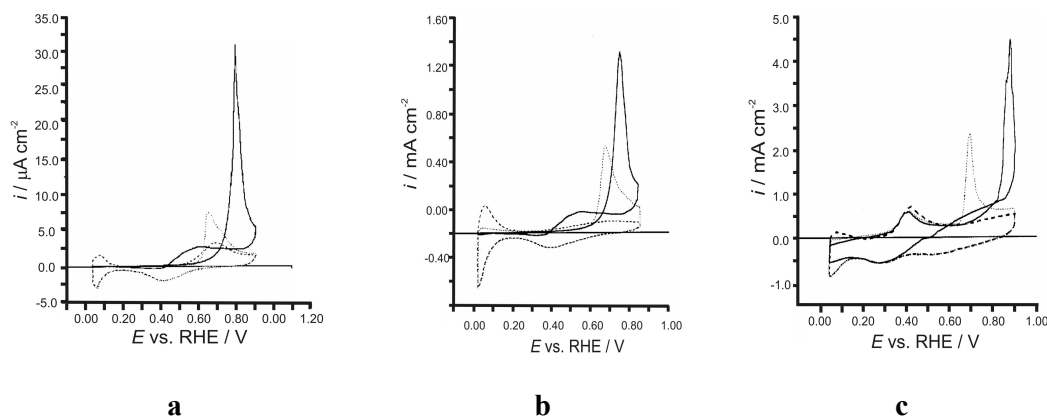 35.0
30.0
25.0
20.0
15.0
10.0
5.0
0.0
-5.0
i / μA cm-2
0.00 0.20 0.40 0.60 0.80 0.90 1.20
E vs. RHE / V
a
1.60
1.20
0.80
0.40
0.00
-0.40
i / mA cm-2
0.00 0.20 0.40 0.60 0.80 1.00
E vs. RHE / V
b
5.0
4.0
3.0
2.0
1.0
0.0
-1.0
i / mA cm-2
0.00 0.20 0.40 0.60 0.80 1.00
E vs. RHE / V
c